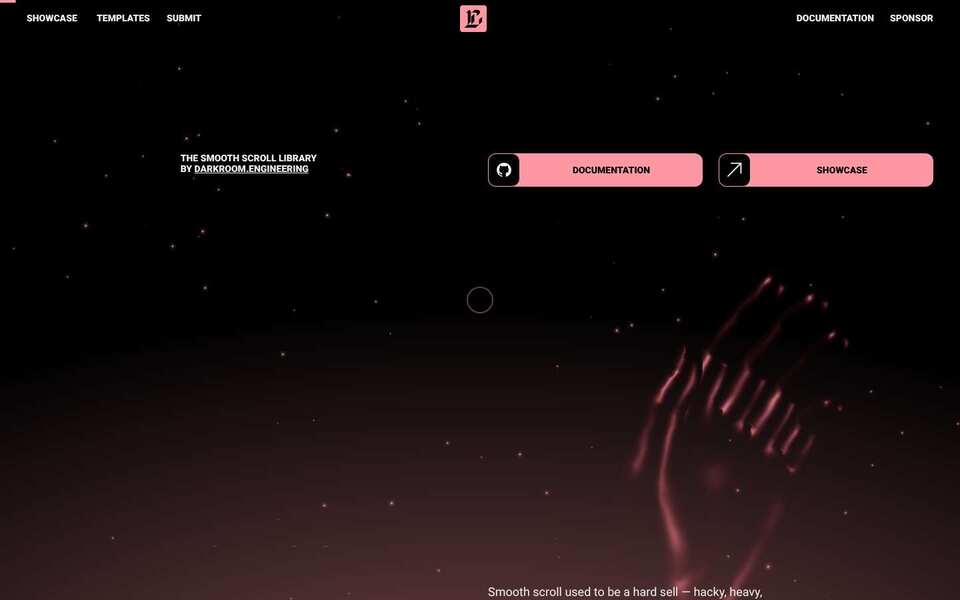 SHOWCASE
TEMPLATES
SUBMIT
DOCUMENTATION
SPONSOR
THE SMOOTH SCROLL LIBRARY
BY DARKROOM.ENGINEERING
DOCUMENTATION
SHOWCASE
Smooth scroll used to be a hard sell — hacky, heavy,